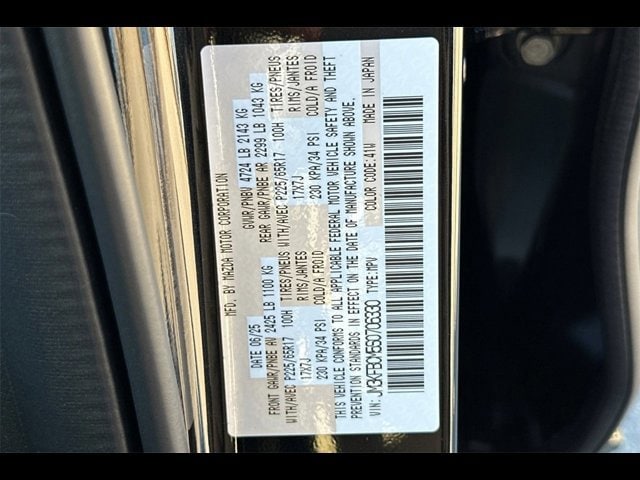 MFD. BY MAZDA MOTOR CORPORATION
DATE 06/25 GVWR/PNBV 4724 LB 2143 KG
FRONT GAWR/PNBE AV 2425 LB 1100 KG REAR GAWR/PNBE AR 2299 LB 1043 KG
WITH/AVEC P225/65R17 100H TIRES/PNEUS WITH/AVEC P225/65R17 100H TIRES/PNEUS
17X7J RIMS/JANTES 17X7J RIMS/JANTES
230 KPA/34 PSI COLD/A FROID 230 KPA/34 PSI COLD/A FROID
THIS VEHICLE CONFORMS TO ALL APPLICABLE FEDERAL MOTOR VEHICLE SAFETY AND THEFT
PREVENTION STANDARDS IN EFFECT ON THE DATE OF MANUFACTURE SHOWN ABOVE.
VIN: TYPE:MPV COLOR CODE:41W MADE IN JAPAN